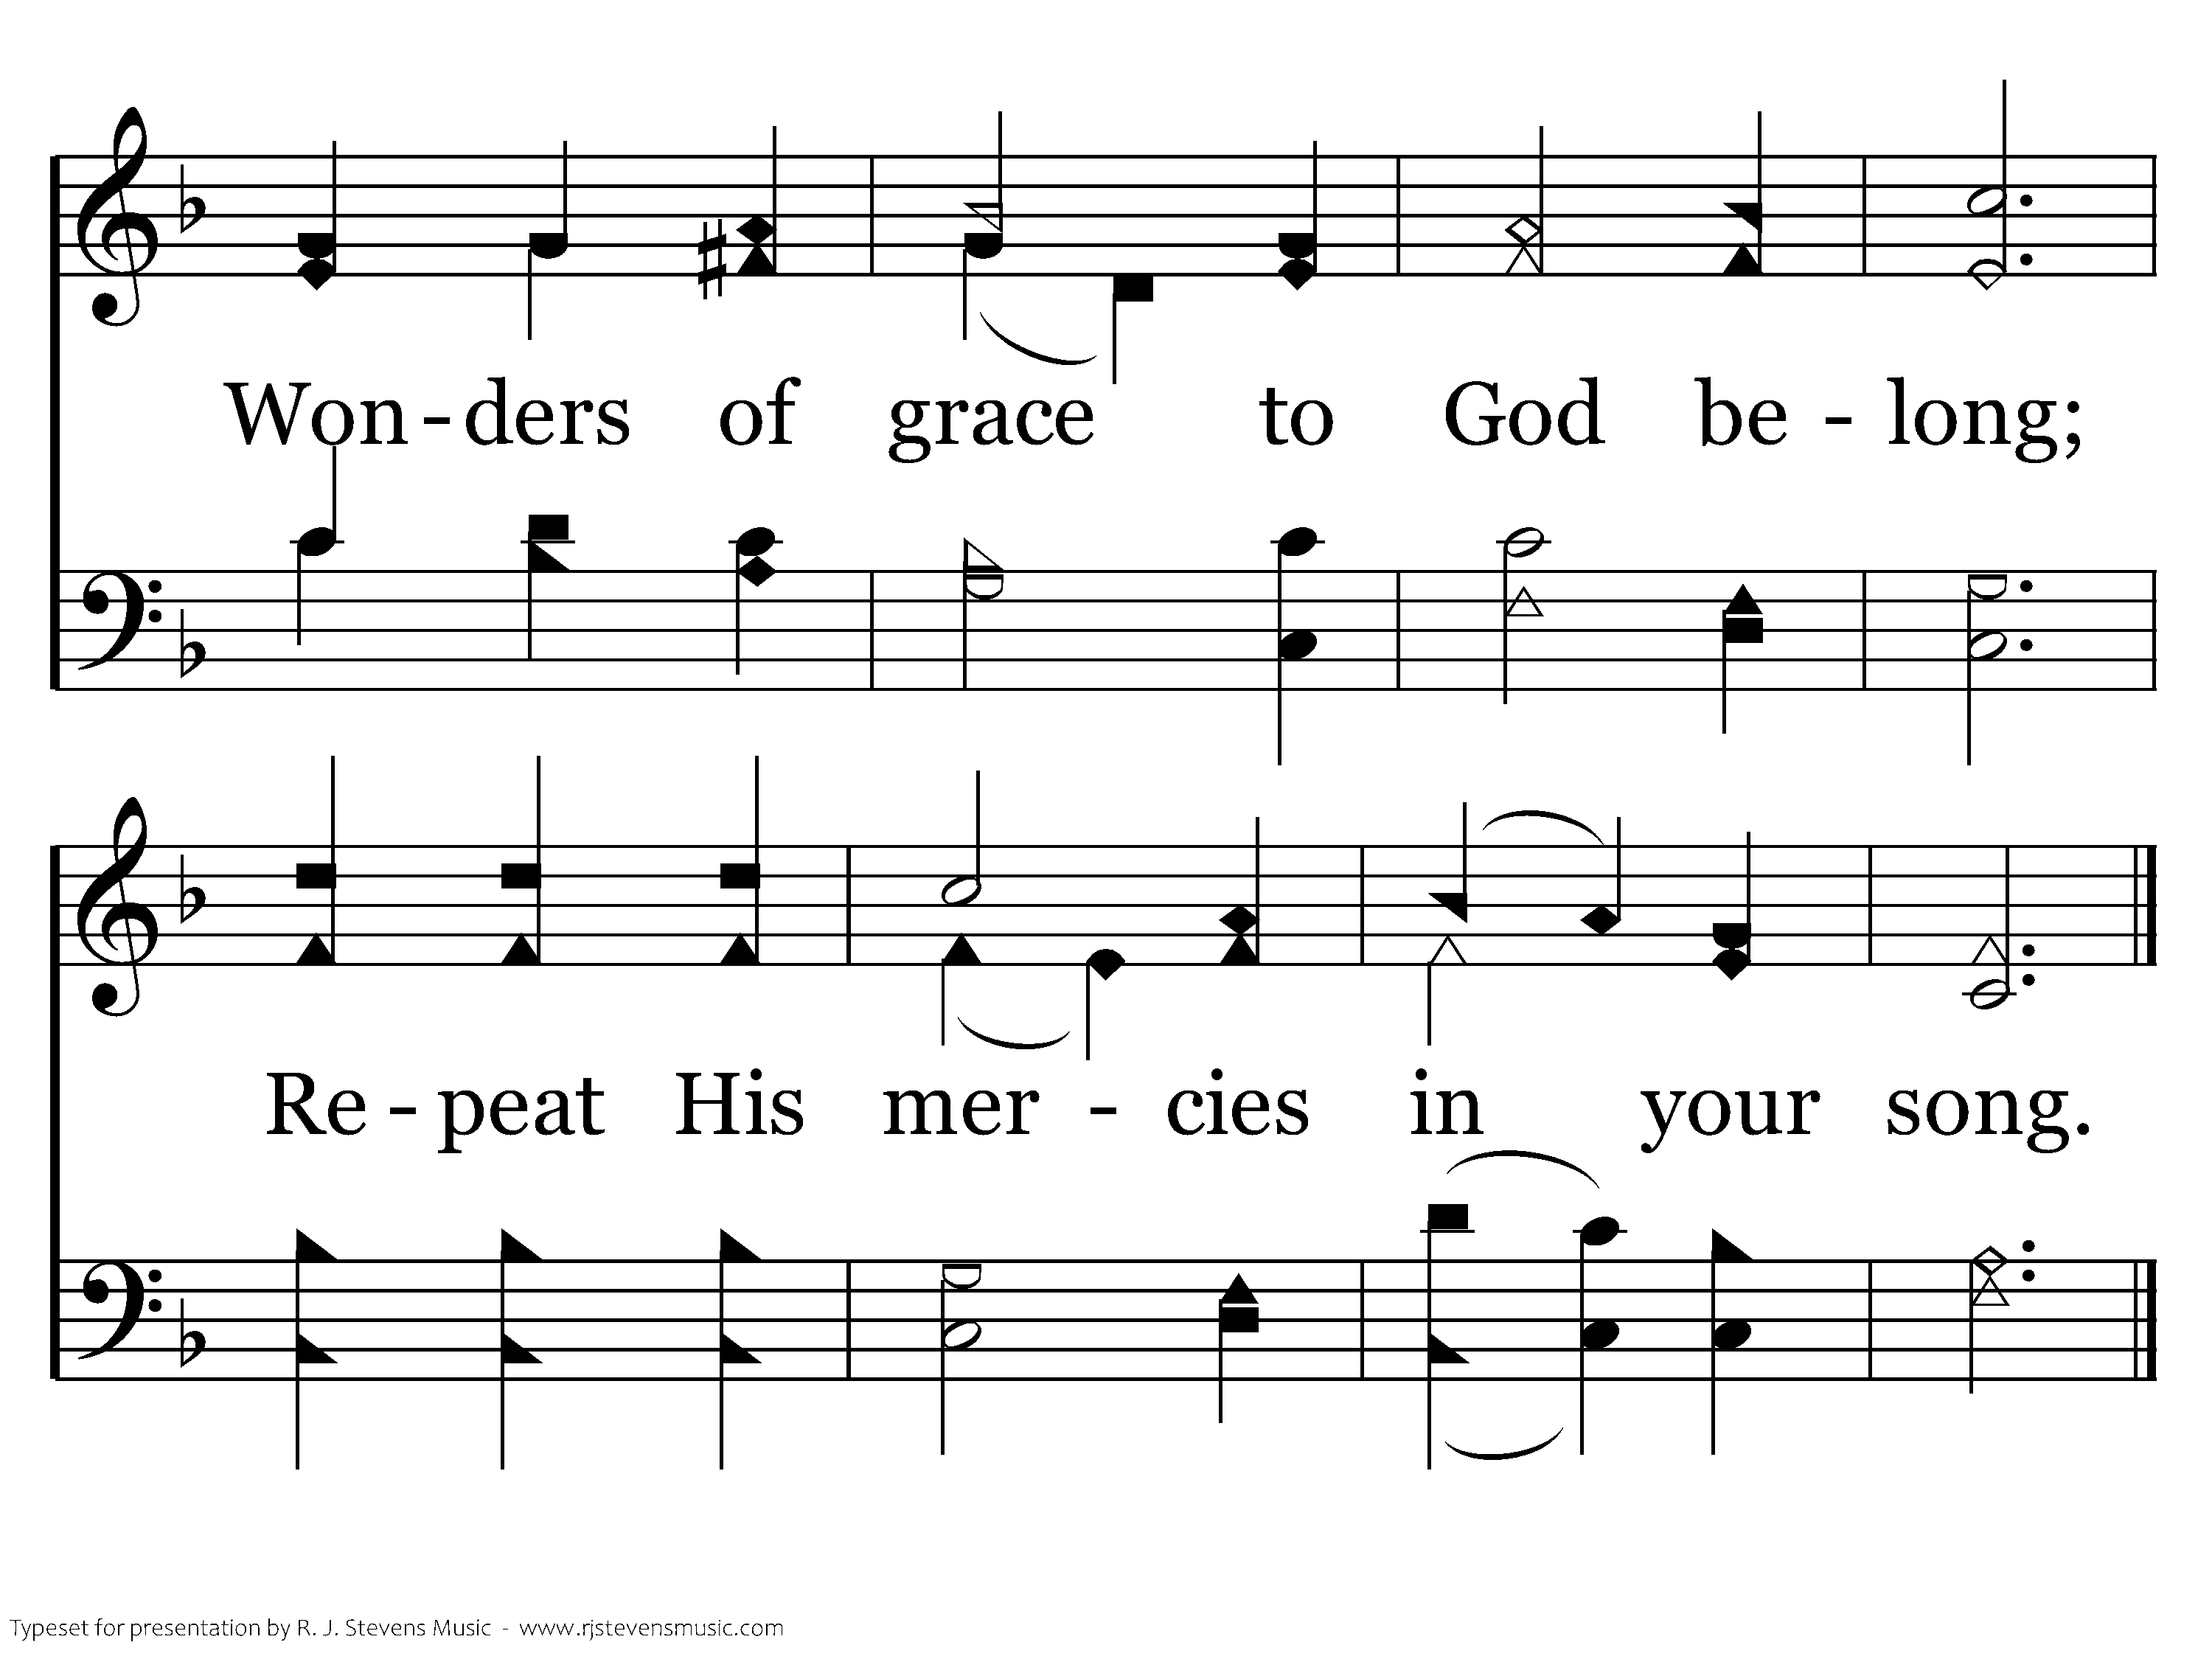 Won - ders of grace to God be - long;
Re - peat His mer - cies in your song.
Typeset for presentation by R. J. Stevens Music - www.rjstevensmusic.com